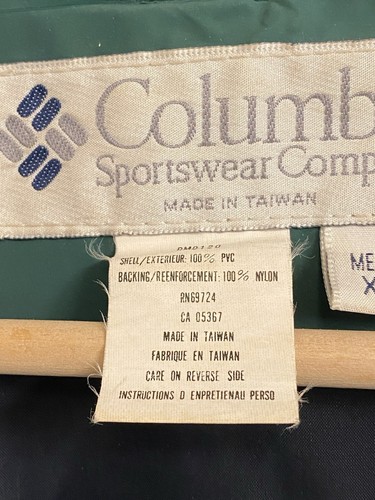 Columb
Sportswear Comp
MADE IN TAIWAN
ME
X
SHELL/EXTERIEUR: 100% PVC
BACKING/REENFORCEMENT: 100% NYLON
RN69724
CA 05367
MADE IN TAIWAN
FABRIQUE EN TAIWAN
CARE ON REVERSE SIDE
INSTRUCTIONS D ENPRETIENAU PERSO